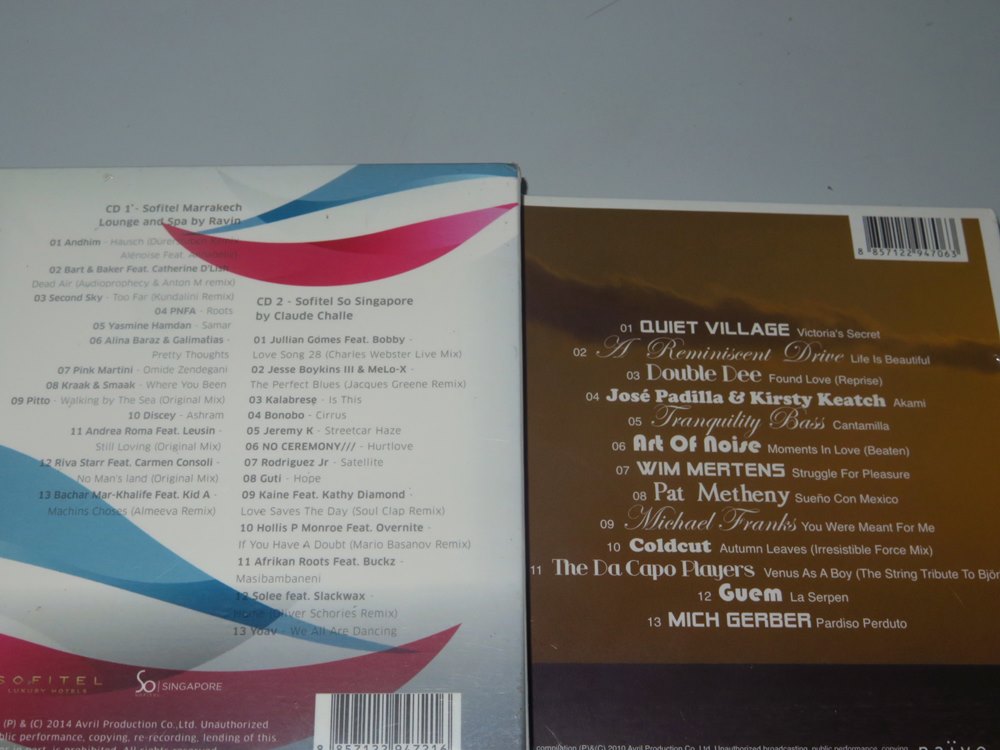 CD 1 - Sofitel Marrakech
Lounge and Spa by Ravin
01 Andhim - Hausch (Dürerstuben Remix)
Alénoise Feat.
02 Bart & Baker Feat. Catherine D'Lish
Dead Air (Audioprophecy & Anton M remix)
03 Second Sky - Too Far (Kundalini Remix)
04 PNFA - Roots
05 Yasmine Hamdan - Samar
06 Alina Baraz & Galimatias -
Pretty Thoughts
07 Pink Martini - Omide Zendegani
08 Kraak & Smaak - Where You Been
09 Pitto - Walking by The Sea (Original Mix)
10 Discey - Ashram
11 Andrea Roma Feat. Leusin -
Still Loving (Original Mix)
12 Riva Starr Feat. Carmen Consoli -
No Man's land (Original Mix)
13 Bachar Mar-Khalife Feat. Kid A -
Machins Choses (Almeeva Remix)
CD 2 - Sofitel So Singapore
by Claude Challe
01 Jullian Gomes Feat. Bobby -
Love Song 28 (Charles Webster Live Mix)
02 Jesse Boykins III & MeLo-X -
The Perfect Blues (Jacques Greene Remix)
03 Kalabrese - Is This
04 Bonobo - Cirrus
05 Jeremy K - Streetcar Haze
06 NO CEREMONY/// - Hurtlove
07 Rodriguez Jr - Satellite
08 Guti - Hope
09 Kaine Feat. Kathy Diamond -
Love Saves The Day (Soul Clap Remix)
10 Hollis P Monroe Feat. Overnite -
If You Have A Doubt (Mario Basanov Remix)
11 Afrikan Roots Feat. Buckz -
Masibambaneni
12 Solee feat. Slackwax -
Home (Oliver Schories Remix)
13 Yoav - We All Are Dancing
SOFITEL
LUXURY HOTELS
So SINGAPORE
(P) & (C) 2014 Avril Production Co.,Ltd. Unauthorized
public performance, copying, re-recording, lending of this
in part, is prohibited. All rights reserved
8 857122 947216
8 857122 947063
01 QUIET VILLAGE Victoria's Secret
02 A Reminiscent Drive Life Is Beautiful
03 Double Dee Found Love (Reprise)
04 José Padilla & Kirsty Keatch Akami
05 Tranquility Bass Cantamilla
06 Art Of Noise Moments In Love (Beaten)
07 WIM MERTENS Struggle For Pleasure
08 Pat Metheny Sueño Con Mexico
09 Michael Franks You Were Meant For Me
10 Coldcut Autumn Leaves (Irresistible Force Mix)
11 The Da Capo Players Venus As A Boy (The String Tribute To Björ
12 Guem La Serpen
13 MICH GERBER Pardiso Perduto
compilation (P)&(C) 2010 Avril Production Co., Ltd. Unauthorized broadcasting, public performance, copying